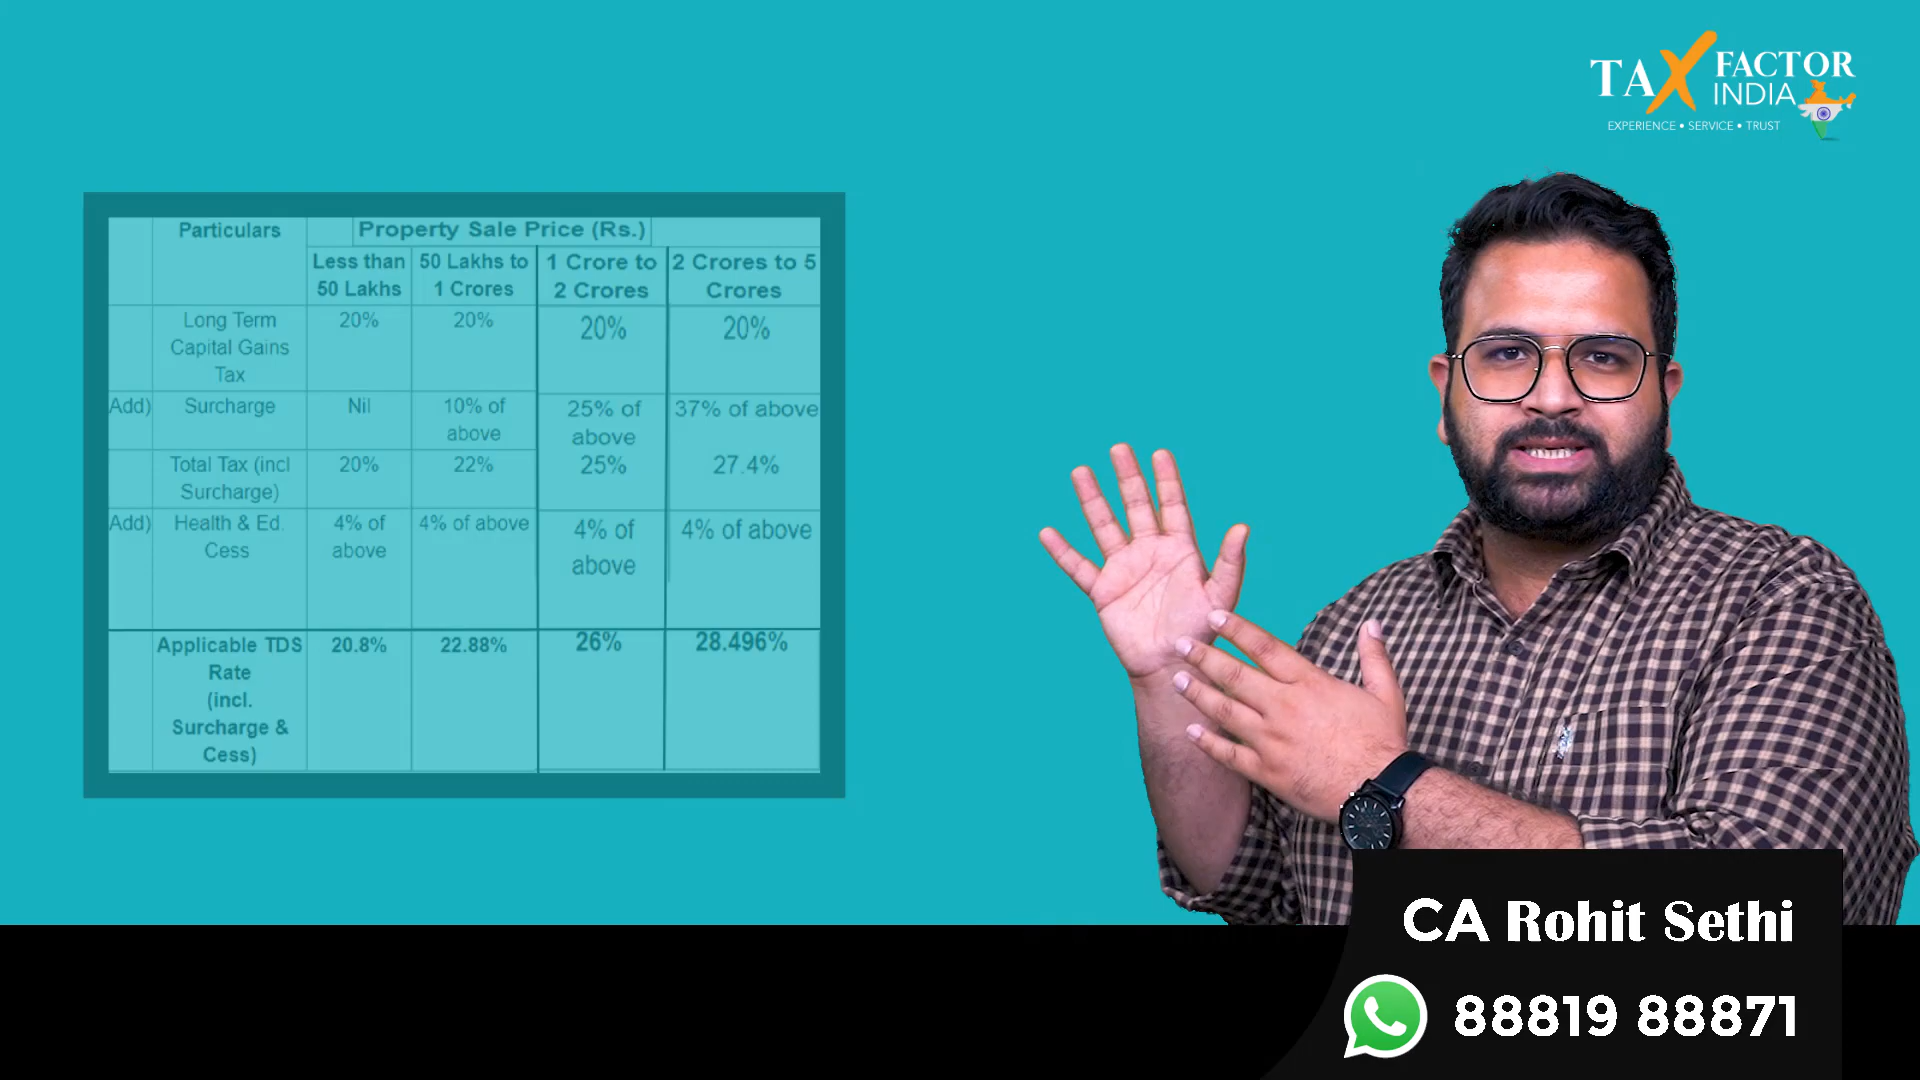 TAX FACTOR
INDIA
EXPERIENCE • SERVICE • TRUST
Particulars
Property Sale Price (Rs.)
Less than
50 Lakhs
50 Lakhs to
1 Crores
1 Crore to
2 Crores
2 Crores to 5
Crores
Long Term
Capital Gains
Tax
20%
20%
20%
20%
Add)
Surcharge
Nil
10% of
above
25% of
above
37% of above
Total Tax (incl
Surcharge)
20%
22%
25%
27.4%
Add)
Health & Ed.
Cess
4% of
above
4% of above
4% of
above
4% of above
Applicable TDS
Rate
(incl.
Surcharge &
Cess)
20.8%
22.88%
26%
28.496%
CA Rohit Sethi
88819 88871